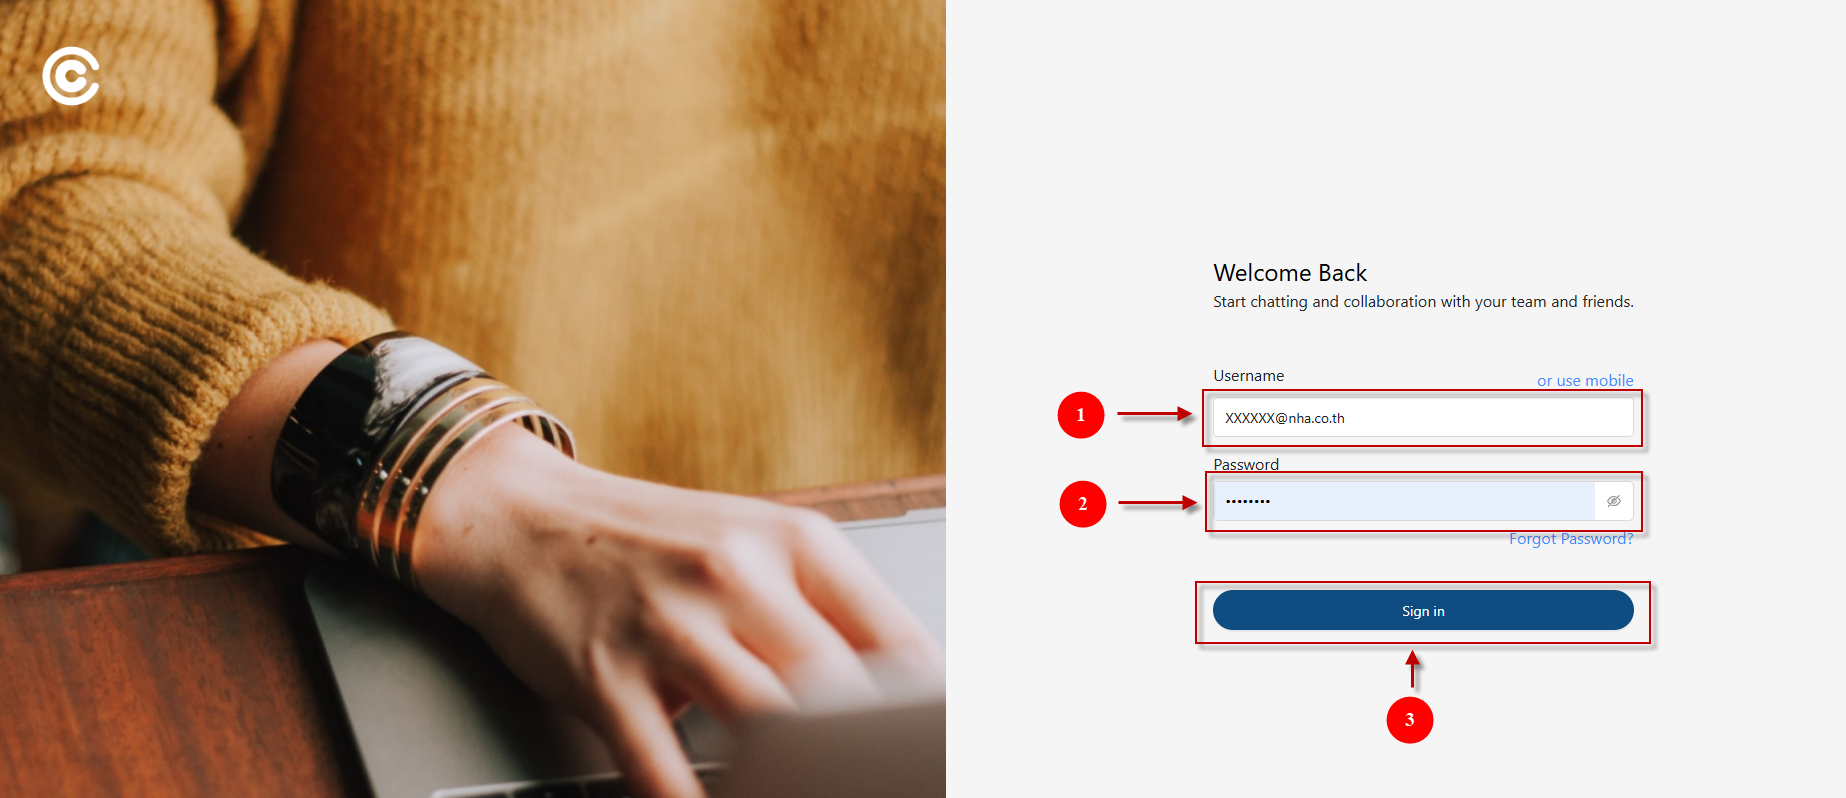 Welcome Back
Start chatting and collaboration with your team and friends.
Username
or use mobile
1
XXXXXX@nha.co.th
Password
2
••••••••
Forgot Password?
Sign in
3